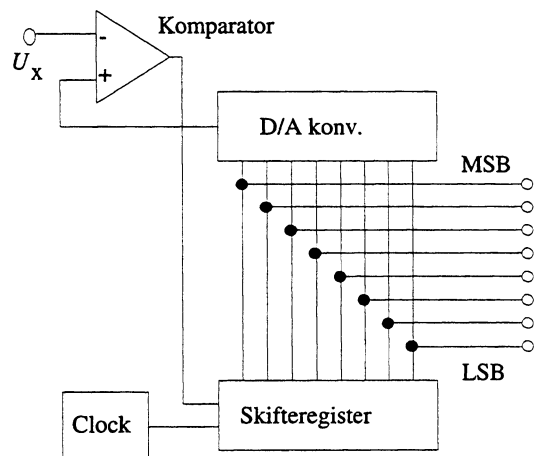 Komparator
-
U x
+
D/A konv.
MSB
LSB
Skifteregister
Clock